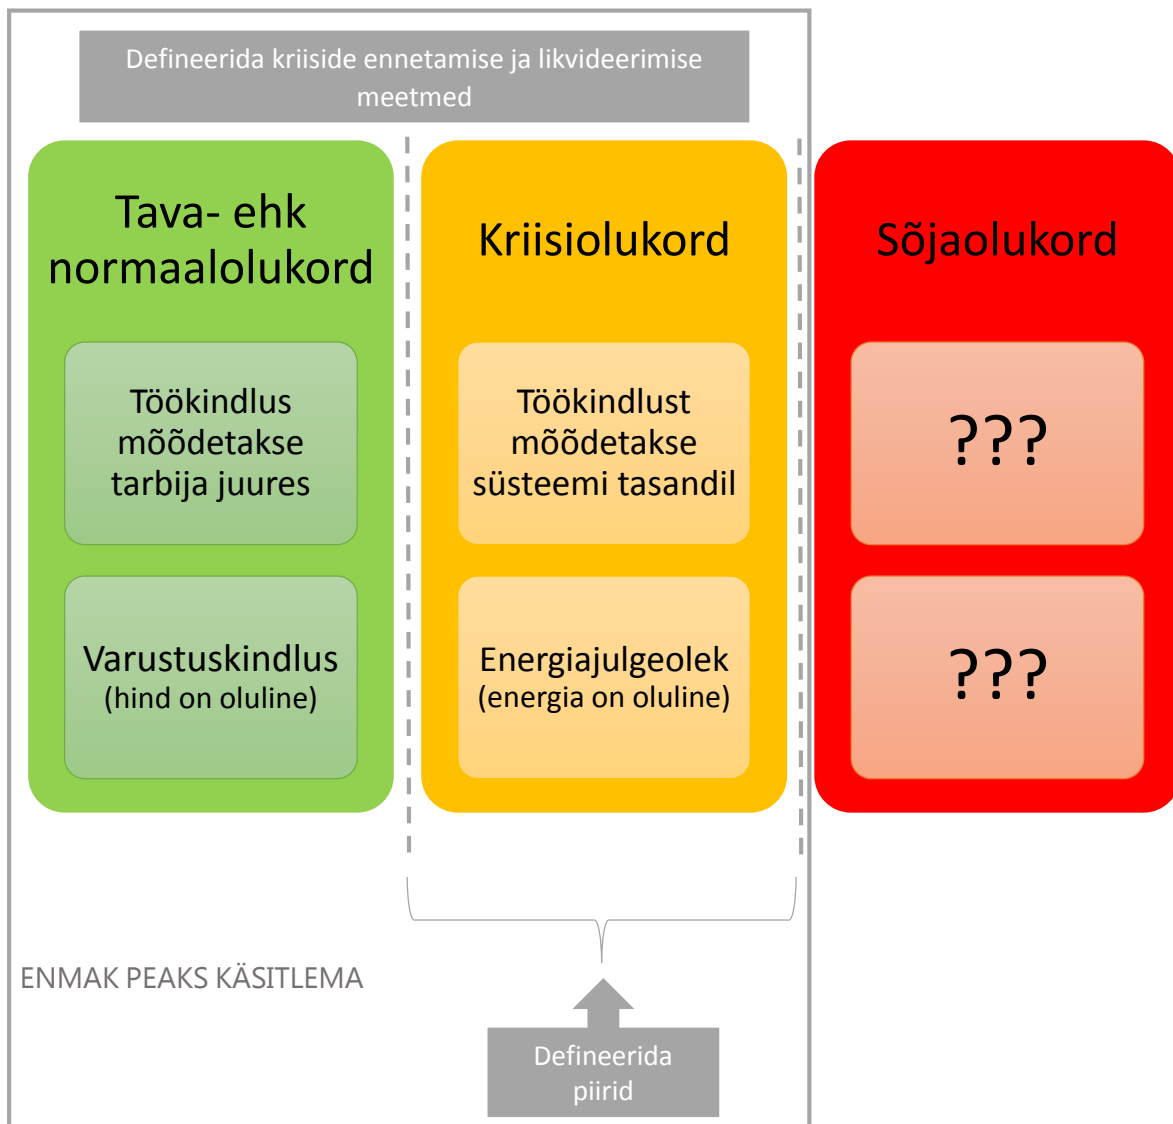 Defineerida kriiside ennetamise ja likvideerimise
meetmed
Tava- ehk
normaalolukord
Töökindlus
mõõdetakse
tarbija juures
Varustuskindlus
(hind on oluline)
Kriisiolukord
Töökindlust
mõõdetakse
süsteemi tasandil
Energiajulgeolek
(energia on oluline)
Sõjaolukord
???
???
ENMAK PEAKS KÄSITLEMA
Defineerida
piirid